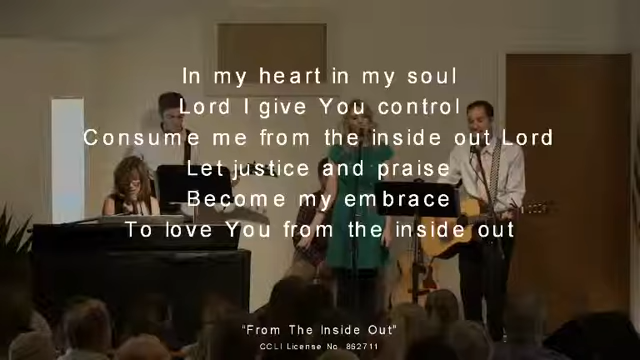 In my heart in my soul
Lord I give You control
Consume me from the inside out Lord
Let justice and praise
Become my embrace
To love You from the inside out
"From The Inside Out"
CCLI License No. 862711